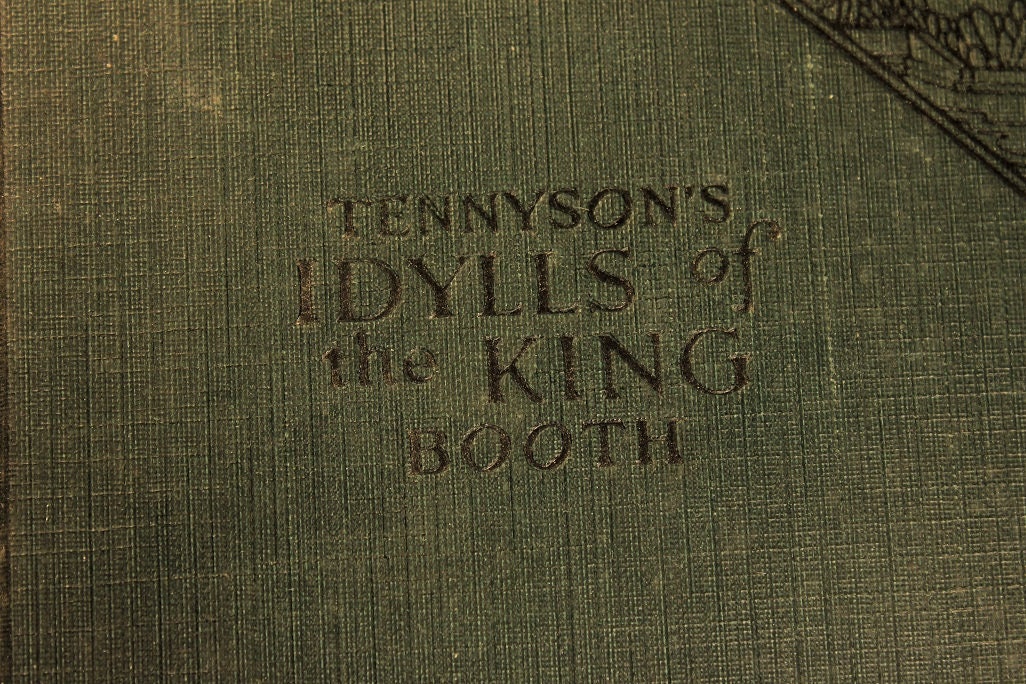 TENNYSON'S
IDYLLS of
the KING
BOOTH